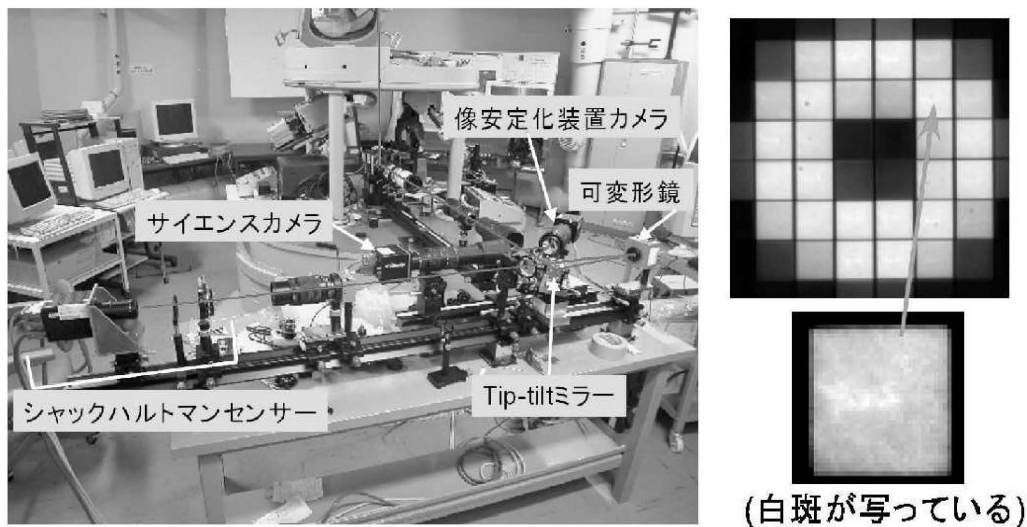 像安定化装置カメラ
可変形鏡
サイエンスカメラ
シャックハルトマンセンサー
Tip-tiltミラー
(白斑が写っている)